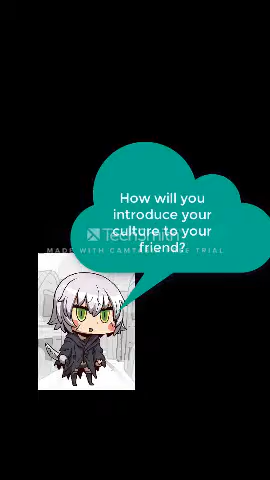 How will you
introduce your
TechSmith
culture to your
MADE WITH CAMTASIA FREE TRIAL
friend?